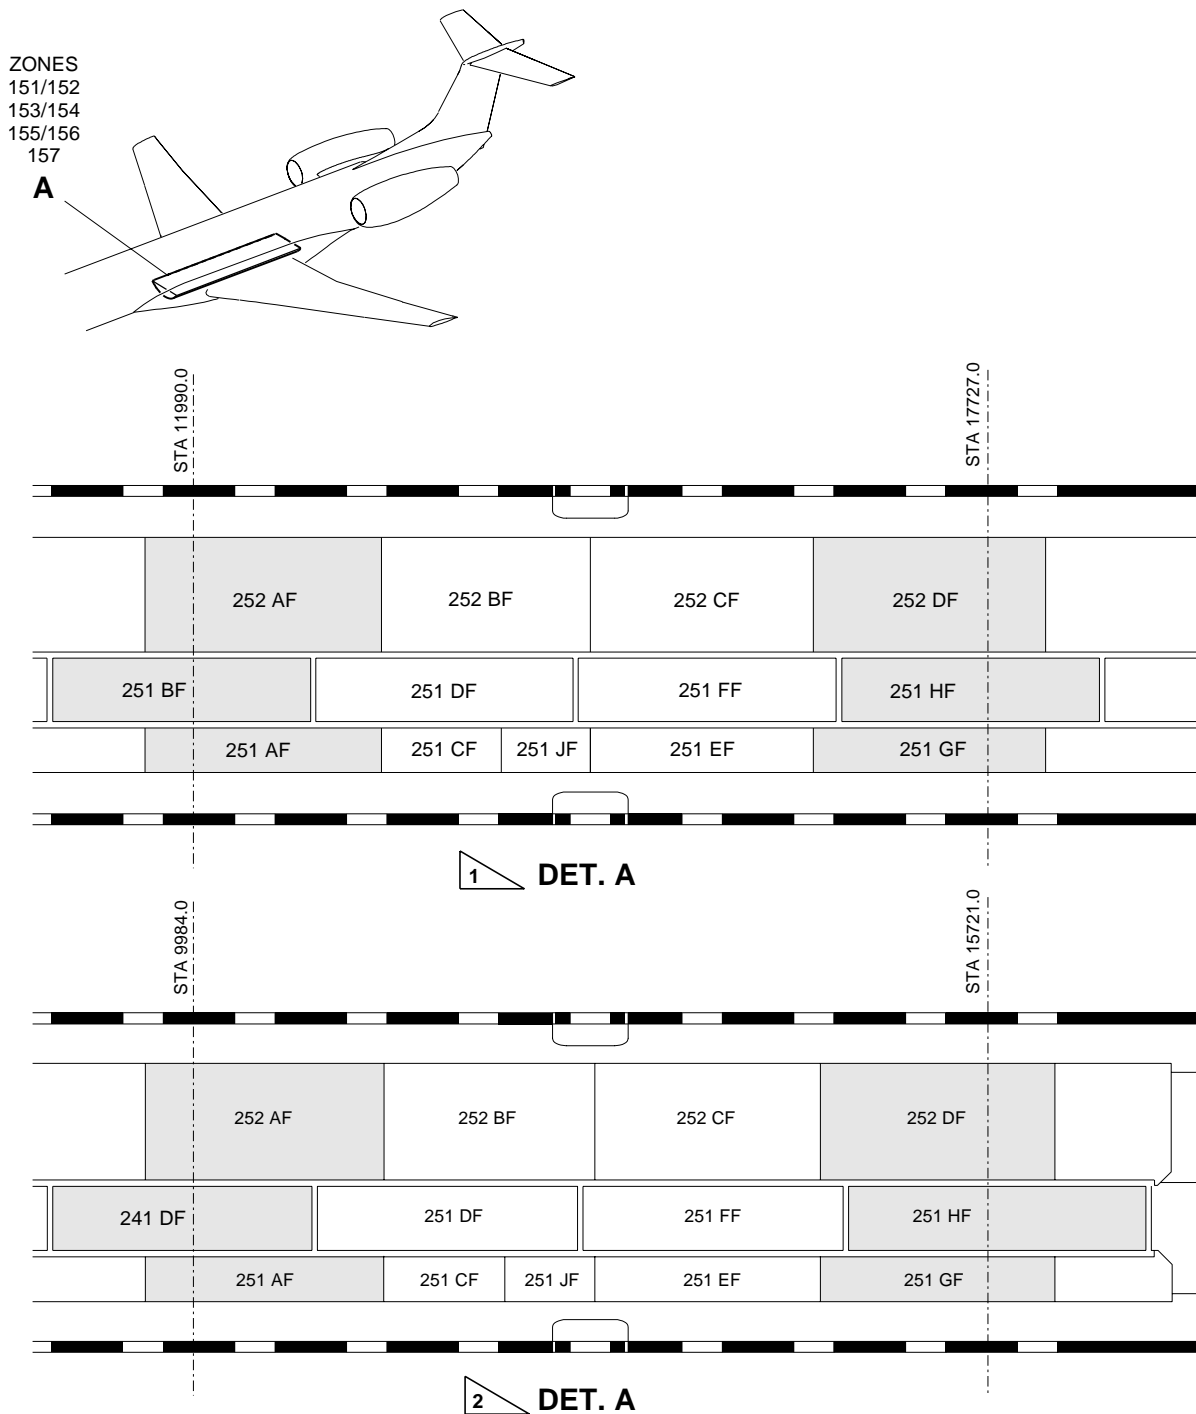 ZONES
151/152
153/154
155/156
157
A
STA 11990.0
STA 17727.0
252 AF
252 BF
252 CF
252 DF
251 BF
251 DF
251 FF
251 HF
251 AF
251 CF
251 JF
251 EF
251 GF
1
DET. A
STA 9984.0
STA 15721.0
252 AF
252 BF
252 CF
252 DF
241 DF
251 DF
251 FF
251 HF
251 AF
251 CF
251 JF
251 EF
251 GF
2
DET. A